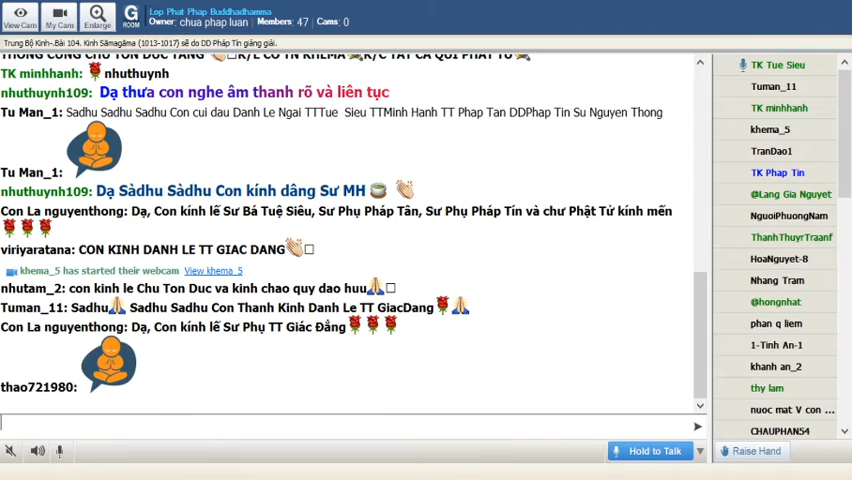 Lop Phat Phap Buddhadhamma
Owner: chua phap luan Members: 47 Cams: 0
View Cam
My Cam
Enlarge
G
ROOM
Trung Bộ Kinh-.Bài 104. Kinh Sāmagāma (1013-1017) sẽ do DD Pháp Tín giảng giải.
TK minhhanh: nhuthuynh
nhuthuynh109: Dạ thưa con nghe âm thanh rõ và liên tục
Tu Man_1: Sadhu Sadhu Sadhu Con cui dau Danh Le Ngai TTTue Sieu TTMinh Hanh TT Phap Tan DDPhap Tin Su Nguyen Thong
Tu Man_1:
nhuthuynh109: Dạ Sàdhu Sàdhu Con kính dâng Sư MH
Con La nguyenthong: Dạ, Con kính lễ Sư Bá Tuệ Siêu, Sư Phụ Pháp Tân, Sư Phụ Pháp Tín và chư Phật Tử kính mến
viriyaratana: CON KINH DANH LE TT GIAC DANG
khema_5 has started their webcam View khema_5
nhutam_2: con kinh le Chu Ton Duc va kinh chao quy dao huu
Tuman_11: Sadhu Sadhu Sadhu Con Thanh Kinh Danh Le TT GiacDang
Con La nguyenthong: Dạ, Con kính lễ Sư Phụ TT Giác Đẳng
thao721980:
Hold to Talk
TK Tue Sieu
Tuman_11
TK minhhanh
khema_5
TranDao1
TK Phap Tin
@Lang Gia Nguyet
NguoiPhuongNam
ThanhThuyrTraanf
HoaNguyet-8
Nhang Tram
@hongnhat
phan q liem
1-Tinh An-1
khanh an_2
thy lam
nuoc mat V con ...
CHAUPHAN54
Raise Hand